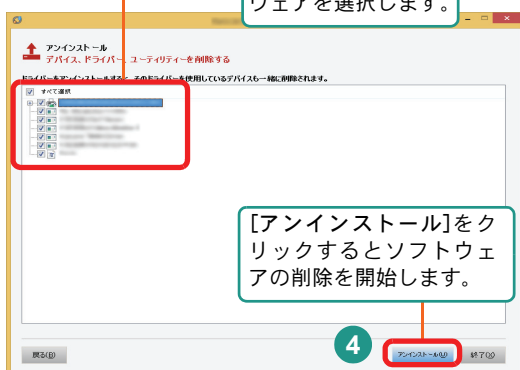 ウェアを選択します。
アンインストール
デバイス、ドライバー、ユーティリティーを削除する
ドライバーをアンインストールすると、そのドライバーを使用しているデバイスも一緒に削除されます。
すべて選択
[アンインストール]をク
リックするとソフトウェ
アの削除を開始します。
4
戻る(B)
アンインストール(U)
終了(X)